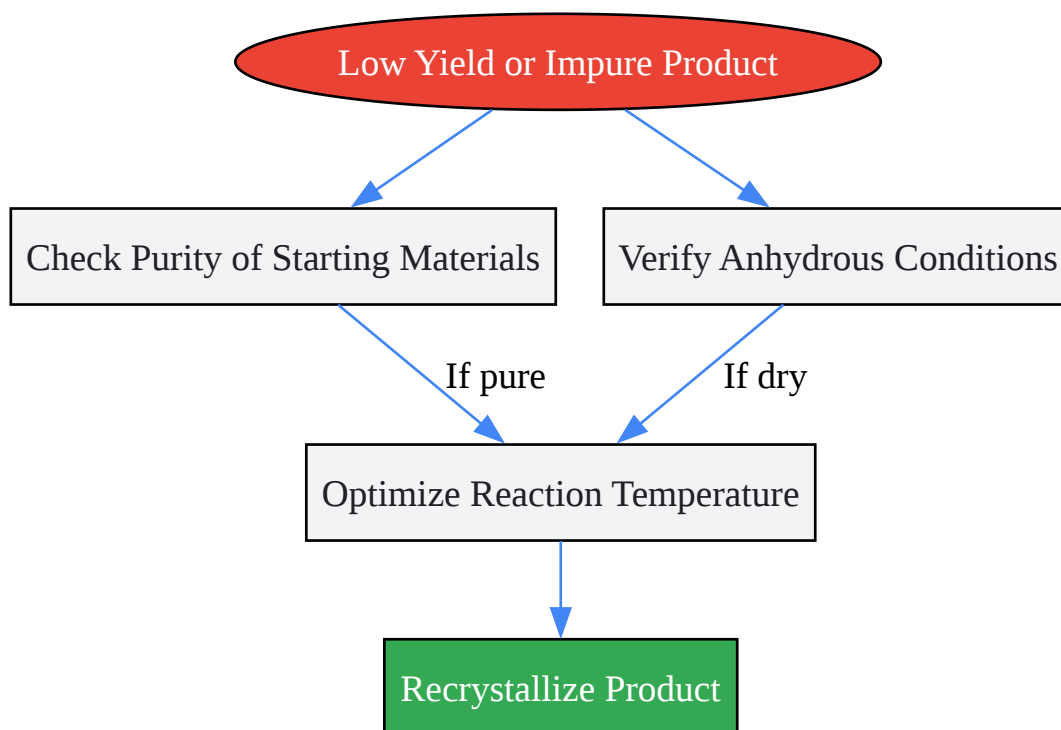 Low Yield or Impure Product
Check Purity of Starting Materials
Verify Anhydrous Conditions
If pure
If dry
Optimize Reaction Temperature
Recrystallize Product